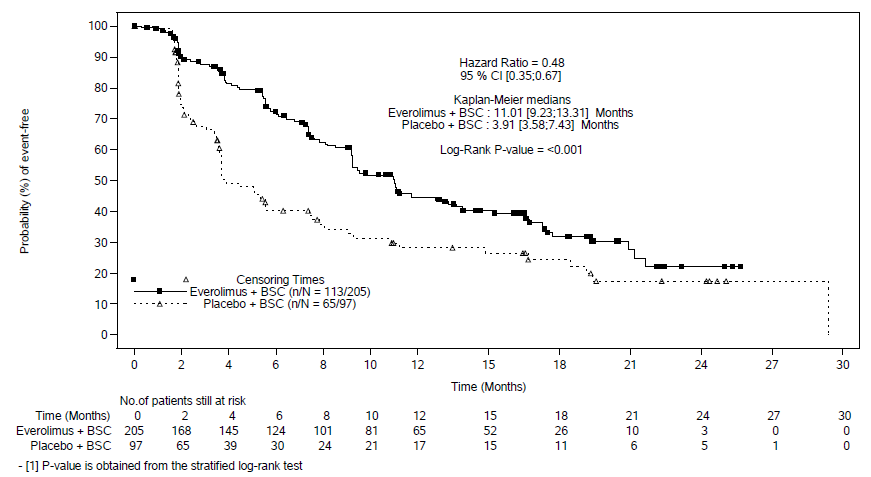 Probability (%) of event-free
100
90
80
70
60
50
40
30
20
10
0
Hazard Ratio = 0.48
95 % CI [0.35;0.67]
Kaplan-Meier medians
Everolimus + BSC : 11.01 [9.23;13.31] Months
Placebo + BSC : 3.91 [3.58;7.43] Months
Log-Rank P-value = <0.001
Censoring Times
Everolimus + BSC (n/N = 113/205)
Placebo + BSC (n/N = 65/97)
0 2 4 6 8 10 12 15 18 21 24 27 30
Time (Months)
No.of patients still at risk
Time (Months) 0 2 4 6 8 10 12 15 18 21 24 27 30
Everolimus + BSC 205 168 145 124 101 81 65 52 26 10 3 0 0
Placebo + BSC 97 65 39 30 24 21 17 15 11 6 5 1 0
- [1] P-value is obtained from the stratified log-rank test